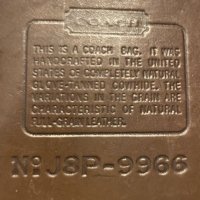 COACH
THIS IS A COACH BAG. IT WAS
HANDCRAFTED IN THE UNITED
STATES OF COMPLETELY NATURAL
GLOVE-TANNED COWHIDE. THE
VARIATIONS IN THE GRAIN ARE
CHARACTERISTIC OF NATURAL
FULL-GRAIN LEATHER.
Nº J8P-9966